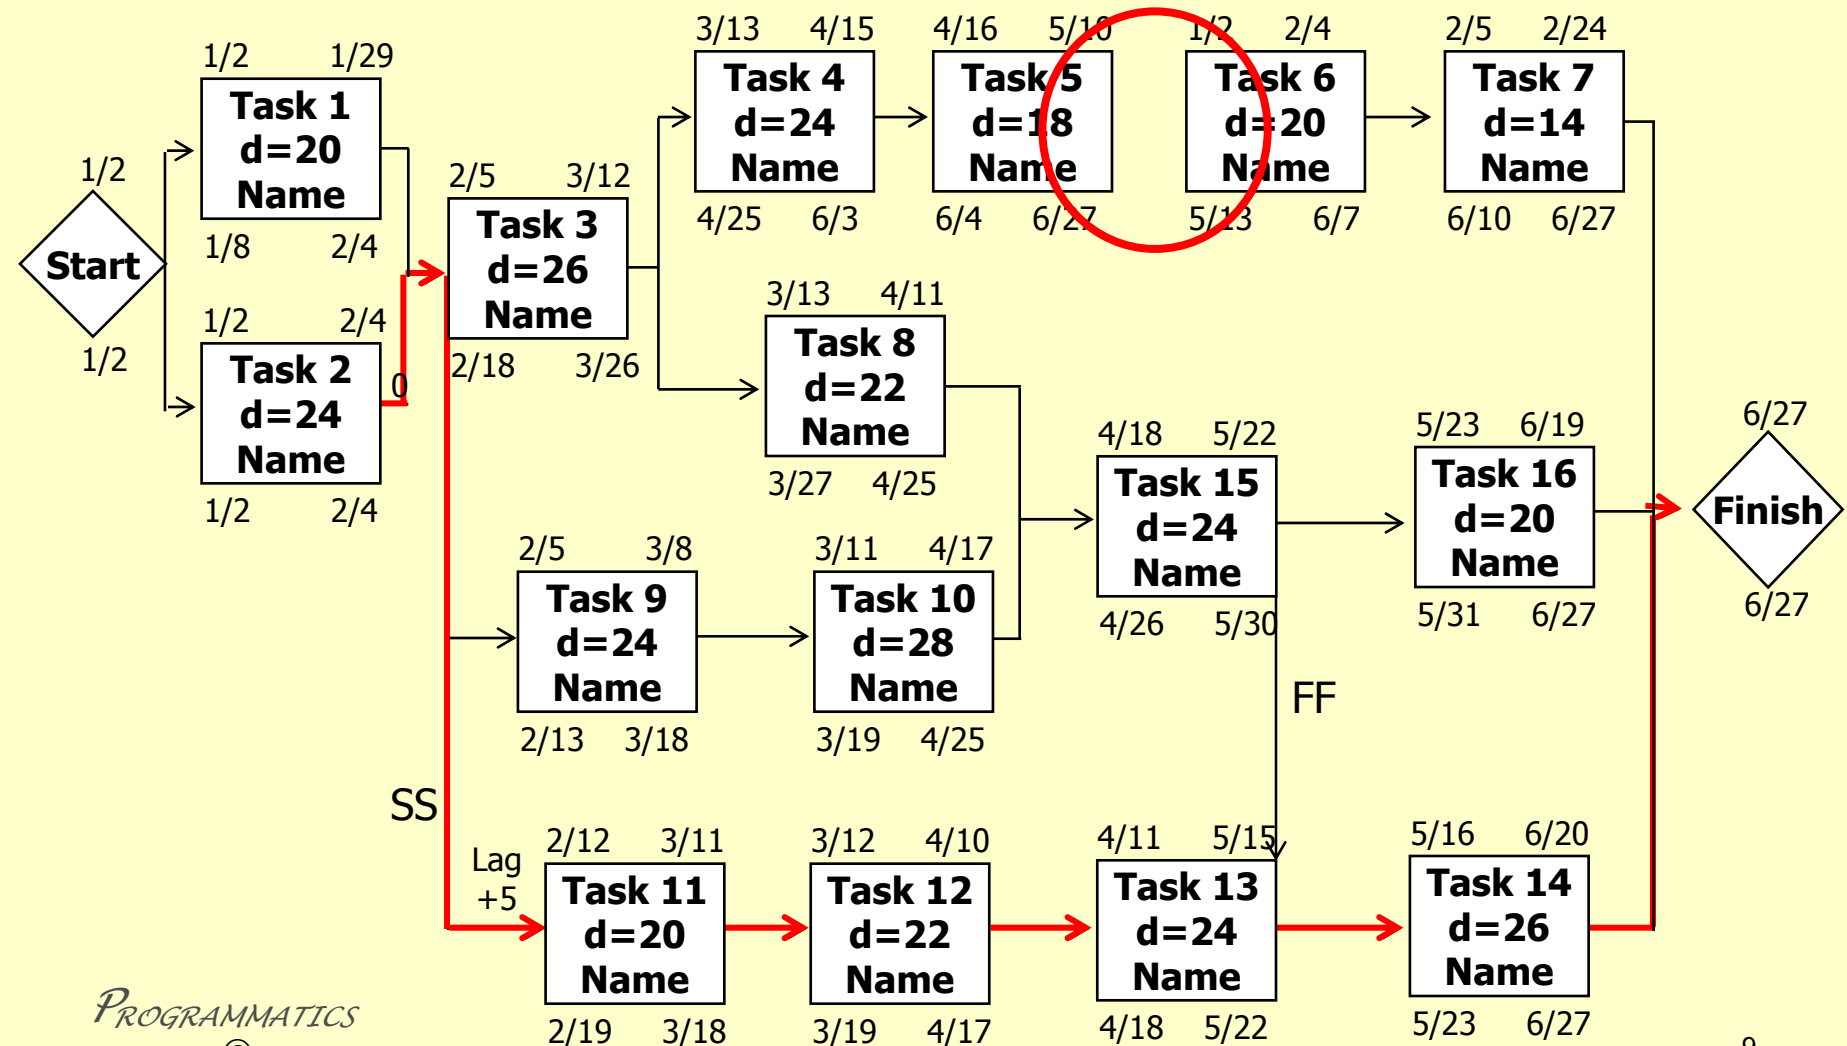 1/2
Start
1/2
1/2 1/29
Task 1
d=20
Name
1/8 2/4
1/2 2/4
Task 2
d=24
Name
1/2 2/4
0
2/5 3/12
Task 3
d=26
Name
2/18 3/26
3/13 4/15
Task 4
d=24
Name
4/25 6/3
4/16 5/10
Task 5
d=18
Name
6/4 6/27
1/2 2/4
Task 6
d=20
Name
5/13 6/7
2/5 2/24
Task 7
d=14
Name
6/10 6/27
3/13 4/11
Task 8
d=22
Name
3/27 4/25
2/5 3/8
Task 9
d=24
Name
2/13 3/18
3/11 4/17
Task 10
d=28
Name
3/19 4/25
4/18 5/22
Task 15
d=24
Name
4/26 5/30
5/23 6/19
Task 16
d=20
Name
5/31 6/27
6/27
Finish
6/27
FF
SS
Lag
+5
2/12 3/11
Task 11
d=20
Name
2/19 3/18
3/12 4/10
Task 12
d=22
Name
3/19 4/17
4/11 5/15
Task 13
d=24
Name
4/18 5/22
5/16 6/20
Task 14
d=26
Name
5/23 6/27
PROGRAMMATICS